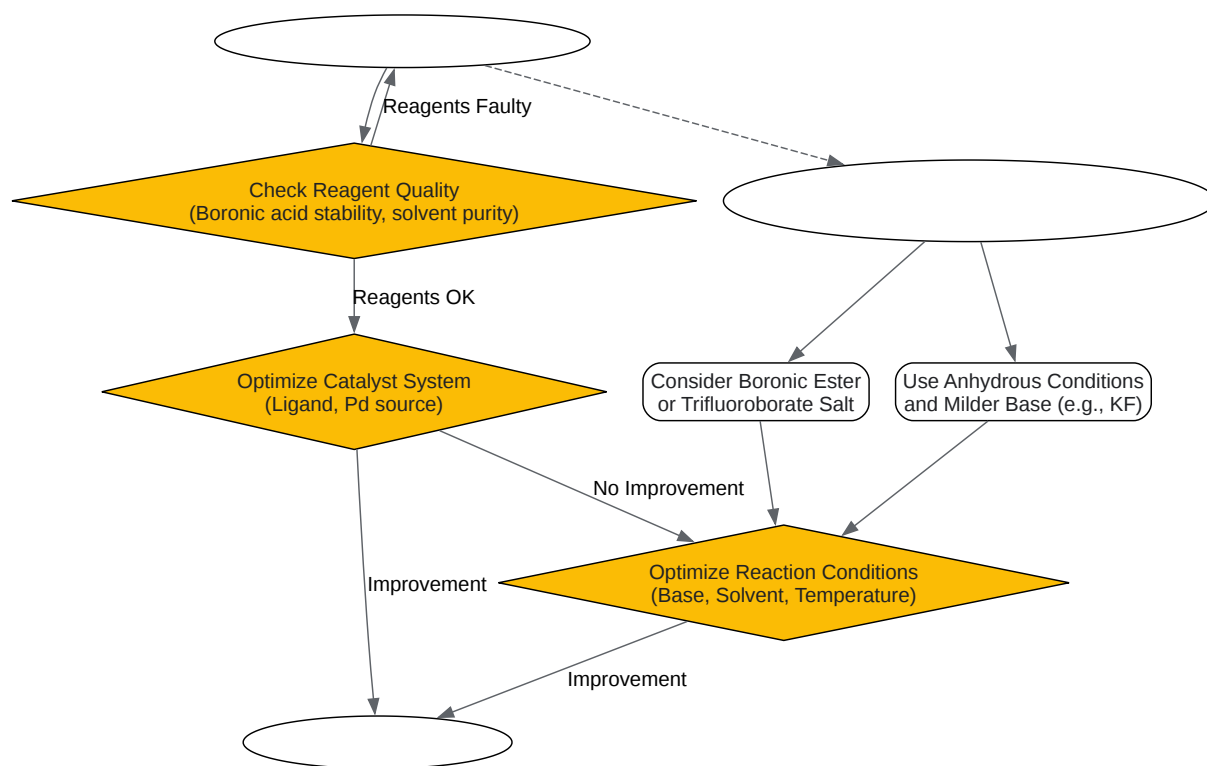 Reagents Faulty
Check Reagent Quality
(Boronic acid stability, solvent purity)
Reagents OK
Optimize Catalyst System
(Ligand, Pd source)
Consider Boronic Ester
or Trifluoroborate Salt
Use Anhydrous Conditions
and Milder Base (e.g., KF)
No Improvement
Improvement
Optimize Reaction Conditions
(Base, Solvent, Temperature)
Improvement